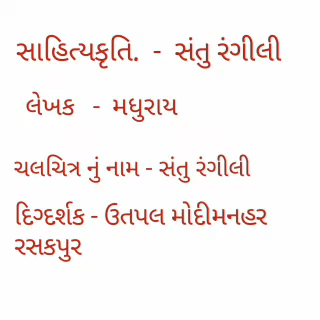 સાહિત્યકૃતિ. - સંતુ રંગીલી
લેખક - મધુરાય
ચલચિત્ર નું નામ - સંતુ રંગીલી
દિગ્દર્શક - ઉતપલ મોદીમનહર
રસકપુર